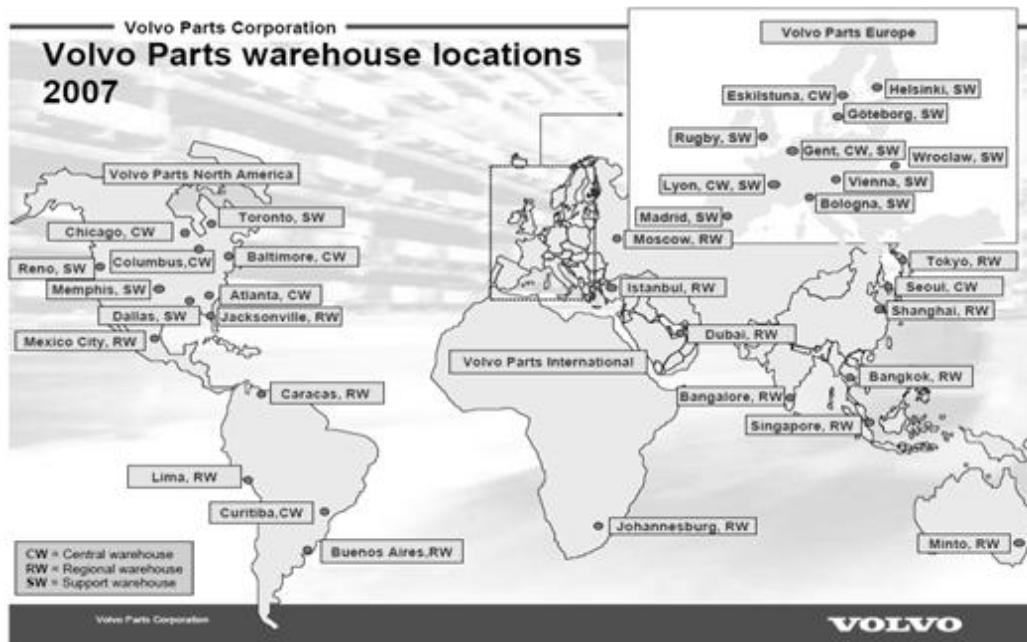 Volvo Parts Corporation
Volvo Parts warehouse locations
2007
Volvo Parts Europe
Eskilstuna, CW
Helsinki, SW
Göteborg, SW
Rugby, SW
Gent, CW, SW
Wroclaw, SW
Lyon, CW, SW
Vienna, SW
Bologna, SW
Madrid, SW
Volvo Parts North America
Toronto, SW
Chicago, CW
Columbus,CW
Baltimore, CW
Reno, SW
Memphis, SW
Atlanta, CW
Dallas, SW
Jacksonville, RW
Mexico City, RW
Caracas, RW
Lima, RW
Curitiba,CW
Buenos Aires,RW
Volvo Parts International
Moscow, RW
Istanbul, RW
Dubai, RW
Bangalore, RW
Singapore, RW
Bangkok, RW
Tokyo, RW
Seoul, CW
Shanghai, RW
Johannesburg, RW
Minto, RW
CW = Central warehouse
RW = Regional warehouse
SW = Support warehouse
Volvo Parts Corporation
VOLVO